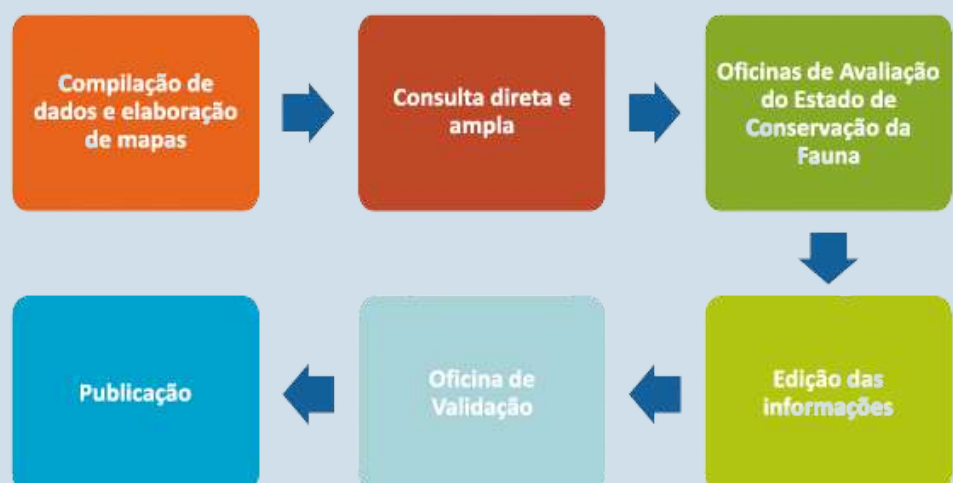 Compilação de
dados e elaboração
de mapas
Consulta direta e
ampla
Oficinas de Avaliação
do Estado de
Conservação da
Fauna
Edição das
informações
Oficina de
Validação
Publicação